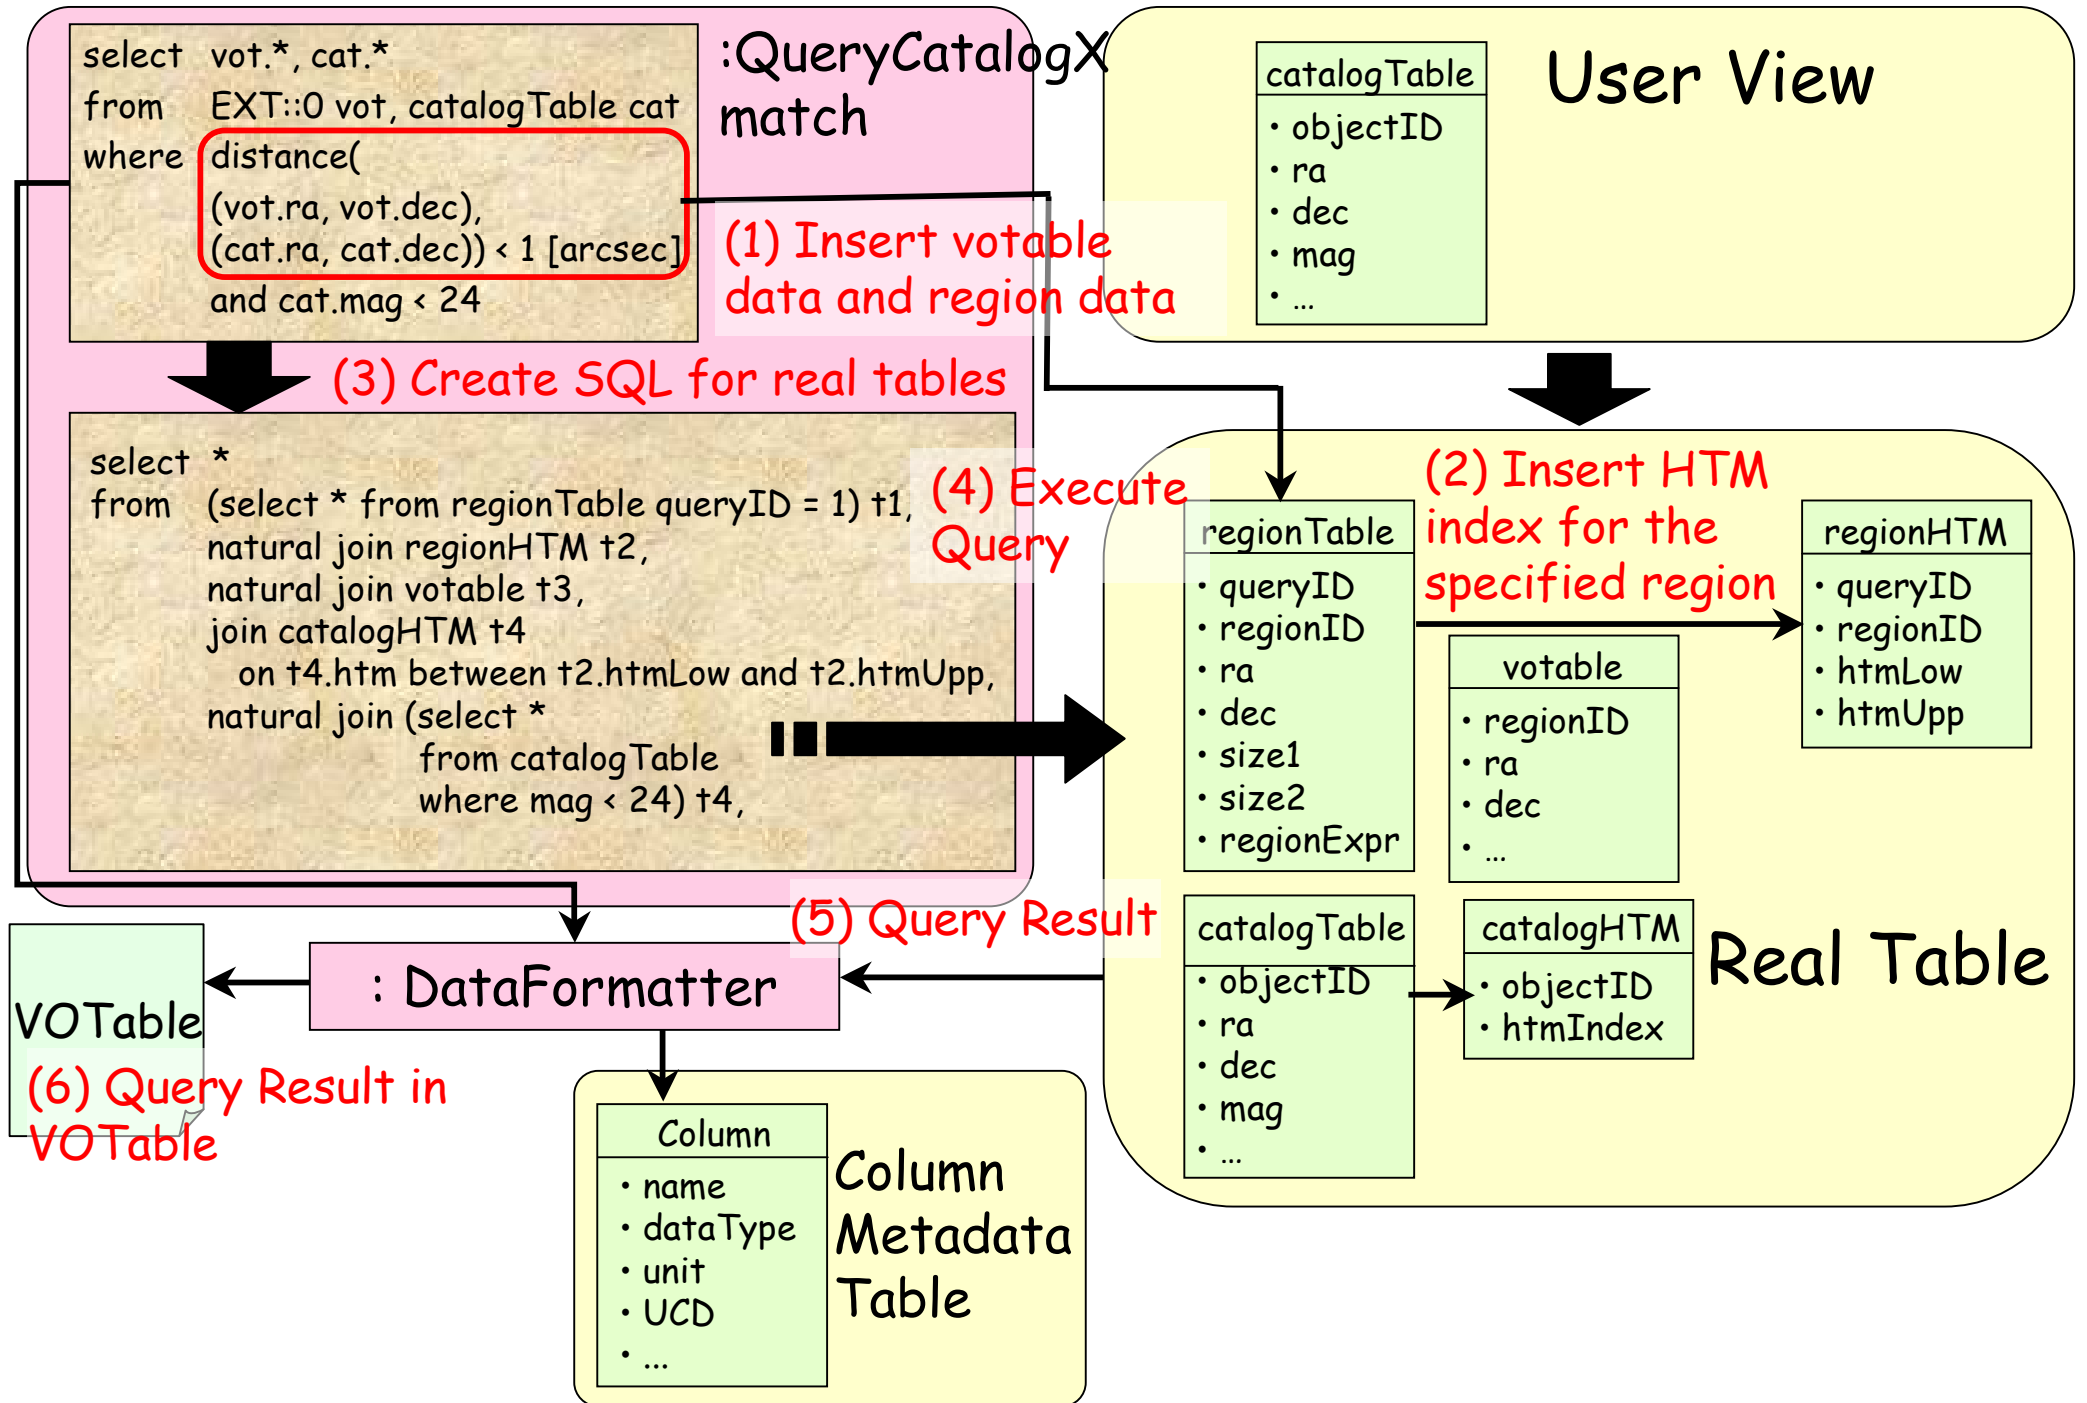 select vot.*, cat.*
from EXT::0 vot, catalogTable cat
where distance(
(vot.ra, vot.dec),
(cat.ra, cat.dec)) < 1 [arcsec]
and cat.mag < 24
:QueryCatalogX
match
(1) Insert votable
data and region data
(3) Create SQL for real tables
select *
from (select * from regionTable queryID = 1) t1,
natural join regionHTM t2,
natural join votable t3,
join catalogHTM t4
on t4.htm between t2.htmLow and t2.htmUpp,
natural join (select *
from catalogTable
where mag < 24) t4,
(4) Execute
Query
User View
catalogTable
・objectID
・ra
・dec
・mag
・...
(2) Insert HTM
index for the
specified region
regionTable
・queryID
・regionID
・ra
・dec
・size1
・size2
・regionExpr
regionHTM
・queryID
・regionID
・htmLow
・htmUpp
votable
・regionID
・ra
・dec
・...
catalogTable
・objectID
・ra
・dec
・mag
・...
catalogHTM
・objectID
・htmIndex
Real Table
(5) Query Result
: DataFormatter
VOTable
(6) Query Result in
VOTable
Column
・name
・dataType
・unit
・UCD
・...
Column
Metadata
Table